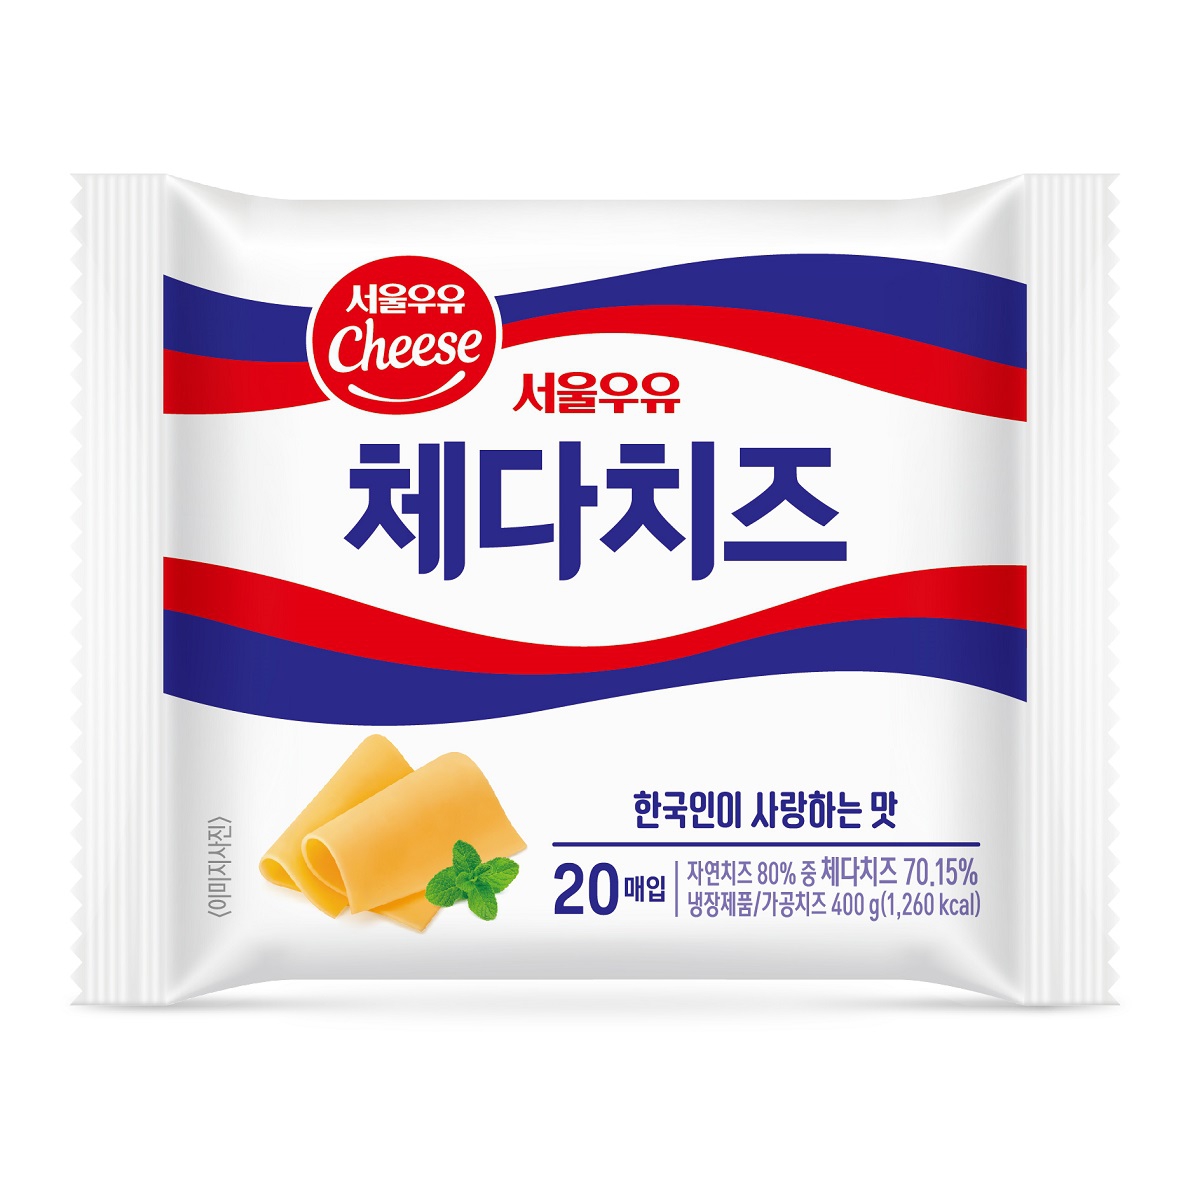 서울우유
Cheese
서울우유
체다치즈
한국인이 사랑하는 맛
20매입
자연치즈 80% 중 체다치즈 70.15%
냉장제품/가공치즈 400 g(1,260 kcal)
<이미지사진>